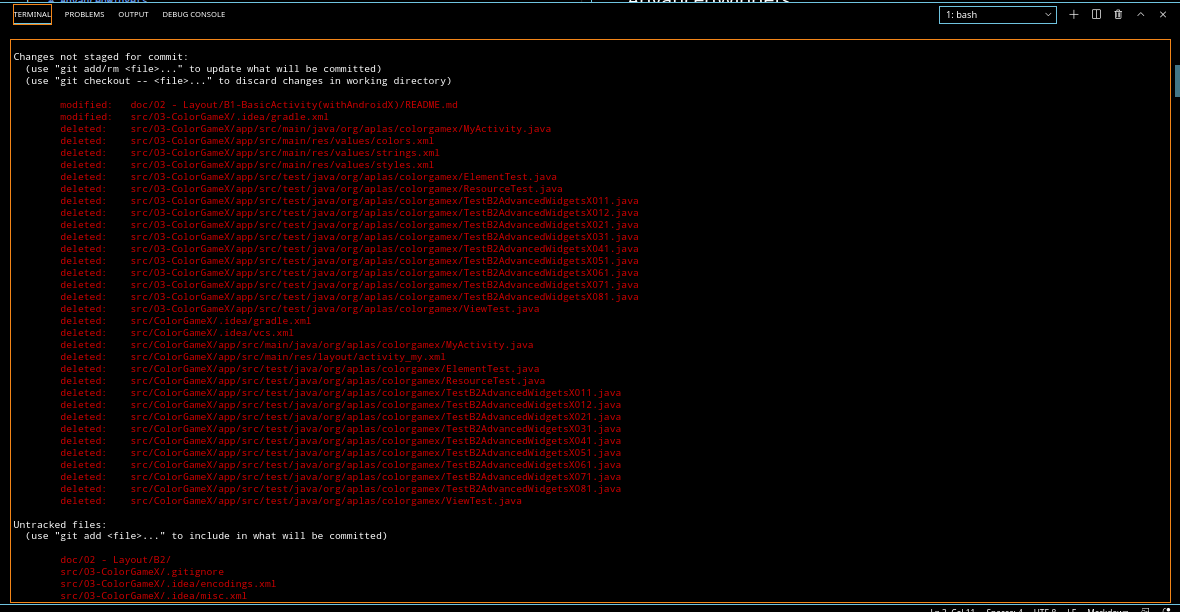 TERMINAL PROBLEMS OUTPUT DEBUG CONSOLE 1: bash
Changes not staged for commit:
(use "git add/rm <file>..." to update what will be committed)
(use "git checkout -- <file>..." to discard changes in working directory)
modified: doc/02 - Layout/B1-BasicActivity(withAndroidX)/README.md
modified: src/03-ColorGameX/.idea/gradle.xml
deleted: src/03-ColorGameX/app/src/main/java/org/aplas/colorgamex/MyActivity.java
deleted: src/03-ColorGameX/app/src/main/res/values/colors.xml
deleted: src/03-ColorGameX/app/src/main/res/values/strings.xml
deleted: src/03-ColorGameX/app/src/main/res/values/styles.xml
deleted: src/03-ColorGameX/app/src/test/java/org/aplas/colorgamex/ElementTest.java
deleted: src/03-ColorGameX/app/src/test/java/org/aplas/colorgamex/ResourceTest.java
deleted: src/03-ColorGameX/app/src/test/java/org/aplas/colorgamex/TestB2AdvancedWidgetsX011.java
deleted: src/03-ColorGameX/app/src/test/java/org/aplas/colorgamex/TestB2AdvancedWidgetsX012.java
deleted: src/03-ColorGameX/app/src/test/java/org/aplas/colorgamex/TestB2AdvancedWidgetsX021.java
deleted: src/03-ColorGameX/app/src/test/java/org/aplas/colorgamex/TestB2AdvancedWidgetsX031.java
deleted: src/03-ColorGameX/app/src/test/java/org/aplas/colorgamex/TestB2AdvancedWidgetsX041.java
deleted: src/03-ColorGameX/app/src/test/java/org/aplas/colorgamex/TestB2AdvancedWidgetsX051.java
deleted: src/03-ColorGameX/app/src/test/java/org/aplas/colorgamex/TestB2AdvancedWidgetsX061.java
deleted: src/03-ColorGameX/app/src/test/java/org/aplas/colorgamex/TestB2AdvancedWidgetsX071.java
deleted: src/03-ColorGameX/app/src/test/java/org/aplas/colorgamex/TestB2AdvancedWidgetsX081.java
deleted: src/03-ColorGameX/app/src/test/java/org/aplas/colorgamex/ViewTest.java
deleted: src/ColorGameX/.idea/gradle.xml
deleted: src/ColorGameX/.idea/vcs.xml
deleted: src/ColorGameX/app/src/main/java/org/aplas/colorgamex/MyActivity.java
deleted: src/ColorGameX/app/src/main/res/layout/activity_my.xml
deleted: src/ColorGameX/app/src/test/java/org/aplas/colorgamex/ElementTest.java
deleted: src/ColorGameX/app/src/test/java/org/aplas/colorgamex/ResourceTest.java
deleted: src/ColorGameX/app/src/test/java/org/aplas/colorgamex/TestB2AdvancedWidgetsX011.java
deleted: src/ColorGameX/app/src/test/java/org/aplas/colorgamex/TestB2AdvancedWidgetsX012.java
deleted: src/ColorGameX/app/src/test/java/org/aplas/colorgamex/TestB2AdvancedWidgetsX021.java
deleted: src/ColorGameX/app/src/test/java/org/aplas/colorgamex/TestB2AdvancedWidgetsX031.java
deleted: src/ColorGameX/app/src/test/java/org/aplas/colorgamex/TestB2AdvancedWidgetsX041.java
deleted: src/ColorGameX/app/src/test/java/org/aplas/colorgamex/TestB2AdvancedWidgetsX051.java
deleted: src/ColorGameX/app/src/test/java/org/aplas/colorgamex/TestB2AdvancedWidgetsX061.java
deleted: src/ColorGameX/app/src/test/java/org/aplas/colorgamex/TestB2AdvancedWidgetsX071.java
deleted: src/ColorGameX/app/src/test/java/org/aplas/colorgamex/TestB2AdvancedWidgetsX081.java
deleted: src/ColorGameX/app/src/test/java/org/aplas/colorgamex/ViewTest.java
Untracked files:
(use "git add <file>..." to include in what will be committed)
doc/02 - Layout/B2/
src/03-ColorGameX/.gitignore
src/03-ColorGameX/.idea/encodings.xml
src/03-ColorGameX/.idea/misc.xml